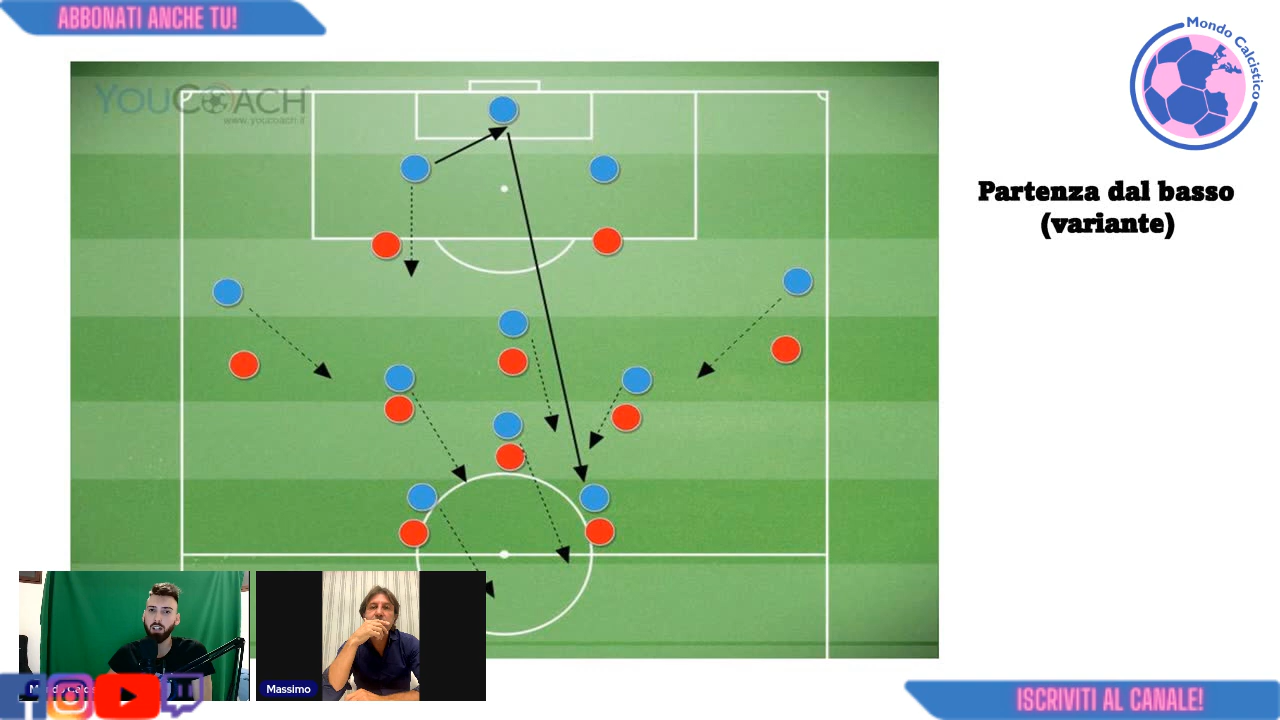 ABBONATI ANCHE TU!
Mondo Calcistico
YOUCOACH
www.youcoach.it
Partenza dal basso
(variante)
Massimo
ISCRIVITI AL CANALE!